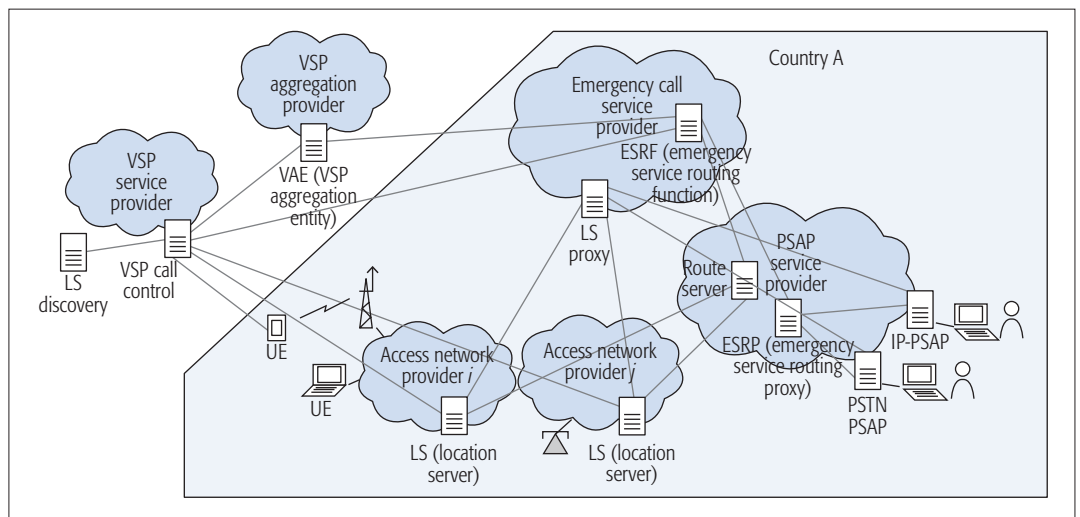 Country A
VSP
aggregation
provider
VAE (VSP
aggregation
entity)
VSP
service
provider
VSP call
control
LS
discovery
Emergency call
service
provider
ESRF (emergency
service routing
function)
LS
proxy
PSAP
service
provider
Route
server
ESRP (emergency
service routing
proxy)
IP-PSAP
PSTN
PSAP
UE
UE
Access network
provider i
LS (location
server)
Access network
provider j
LS (location
server)